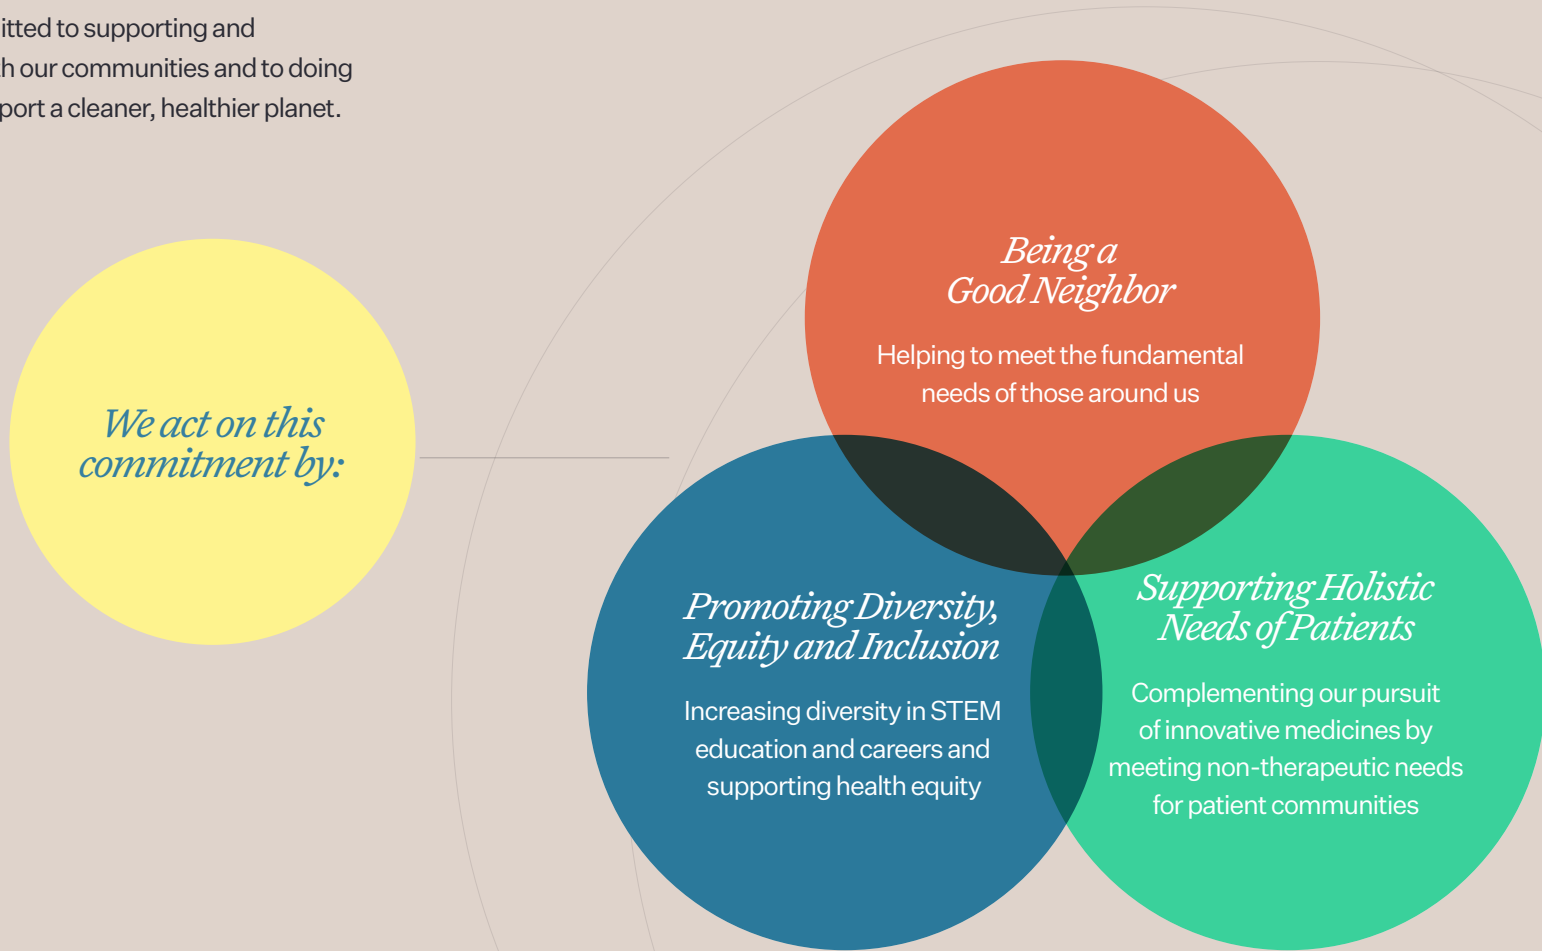 itted to supporting and
h our communities and to doing
port a cleaner, healthier planet.
We act on this
commitment by:
Being a
Good Neighbor
Helping to meet the fundamental
needs of those around us
Promoting Diversity,
Equity and Inclusion
Increasing diversity in STEM
education and careers and
supporting health equity
Supporting Holistic
Needs of Patients
Complementing our pursuit
of innovative medicines by
meeting non-therapeutic needs
for patient communities